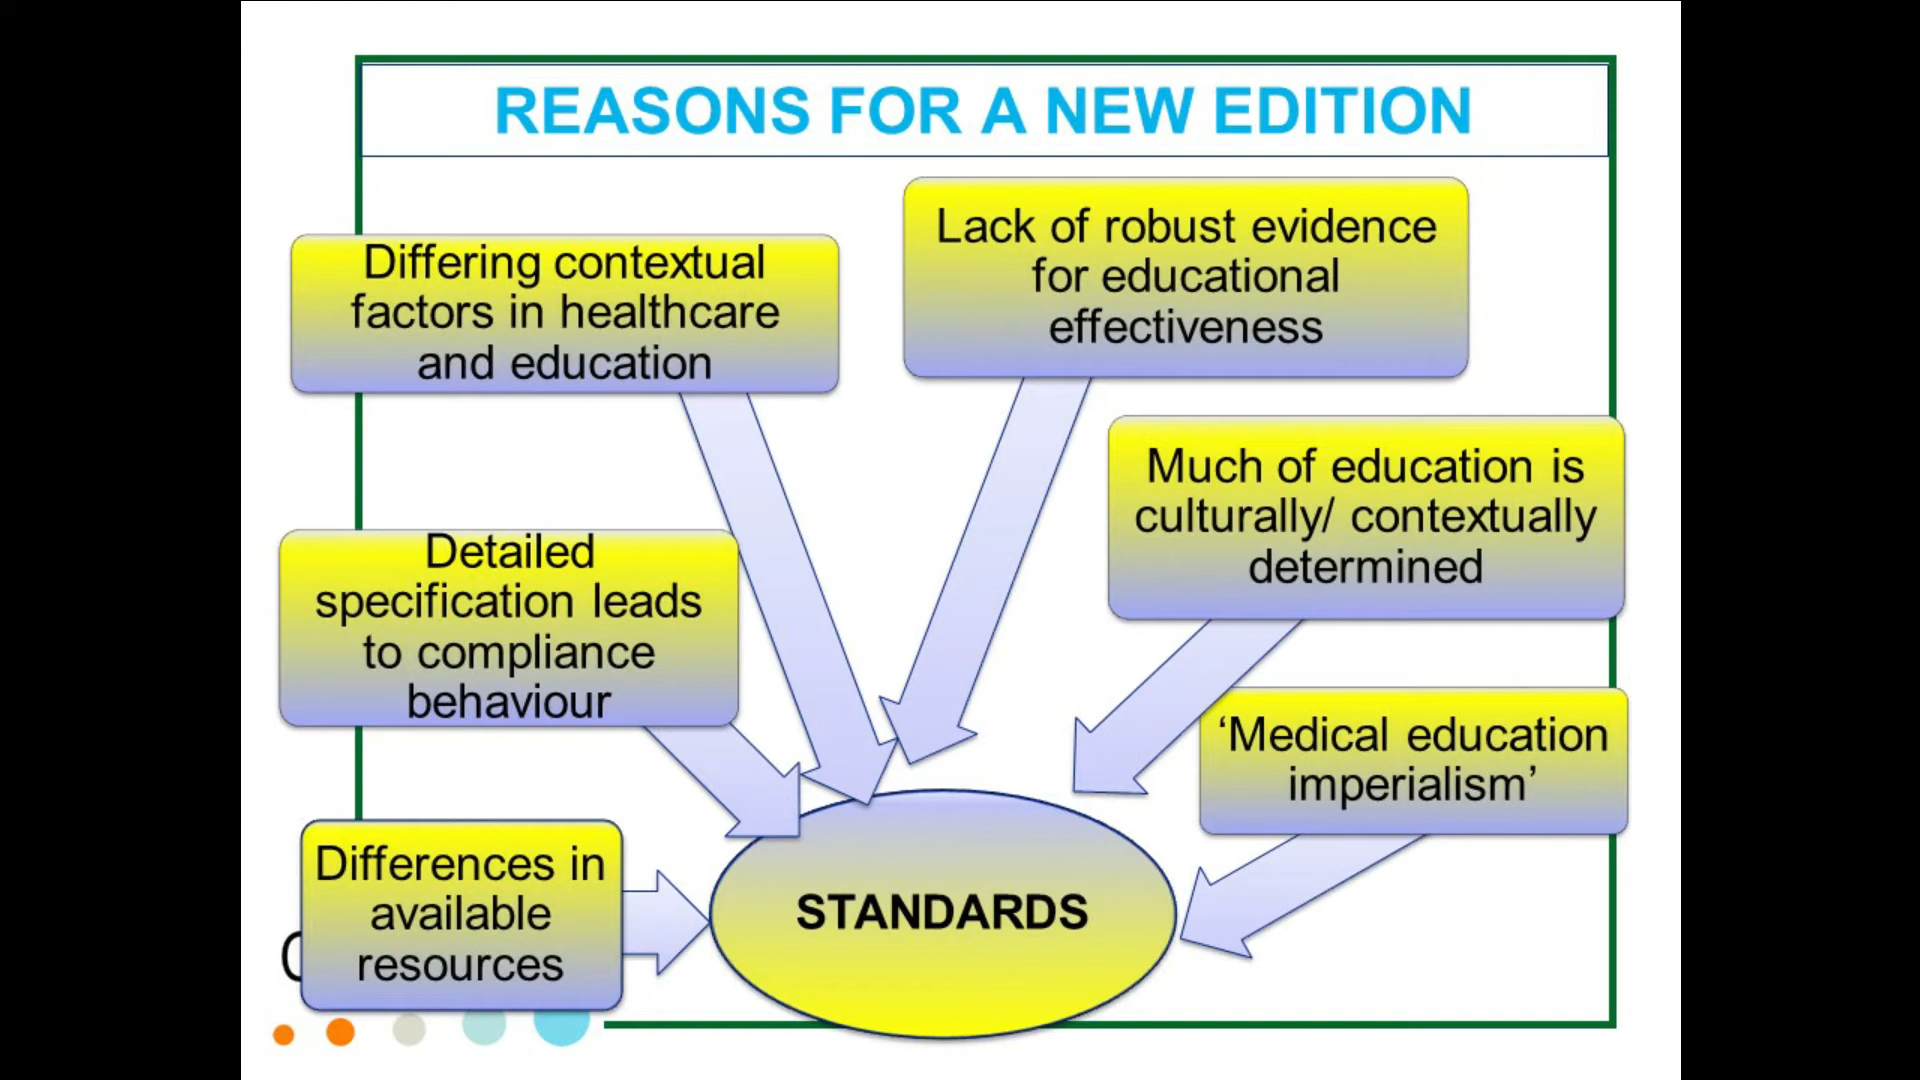 REASONS FOR A NEW EDITION
Differing contextual
factors in healthcare
and education
Lack of robust evidence
for educational
effectiveness
Much of education is
culturally/ contextually
determined
Detailed
specification leads
to compliance
behaviour
‘Medical education
imperialism’
Differences in
available
resources
STANDARDS